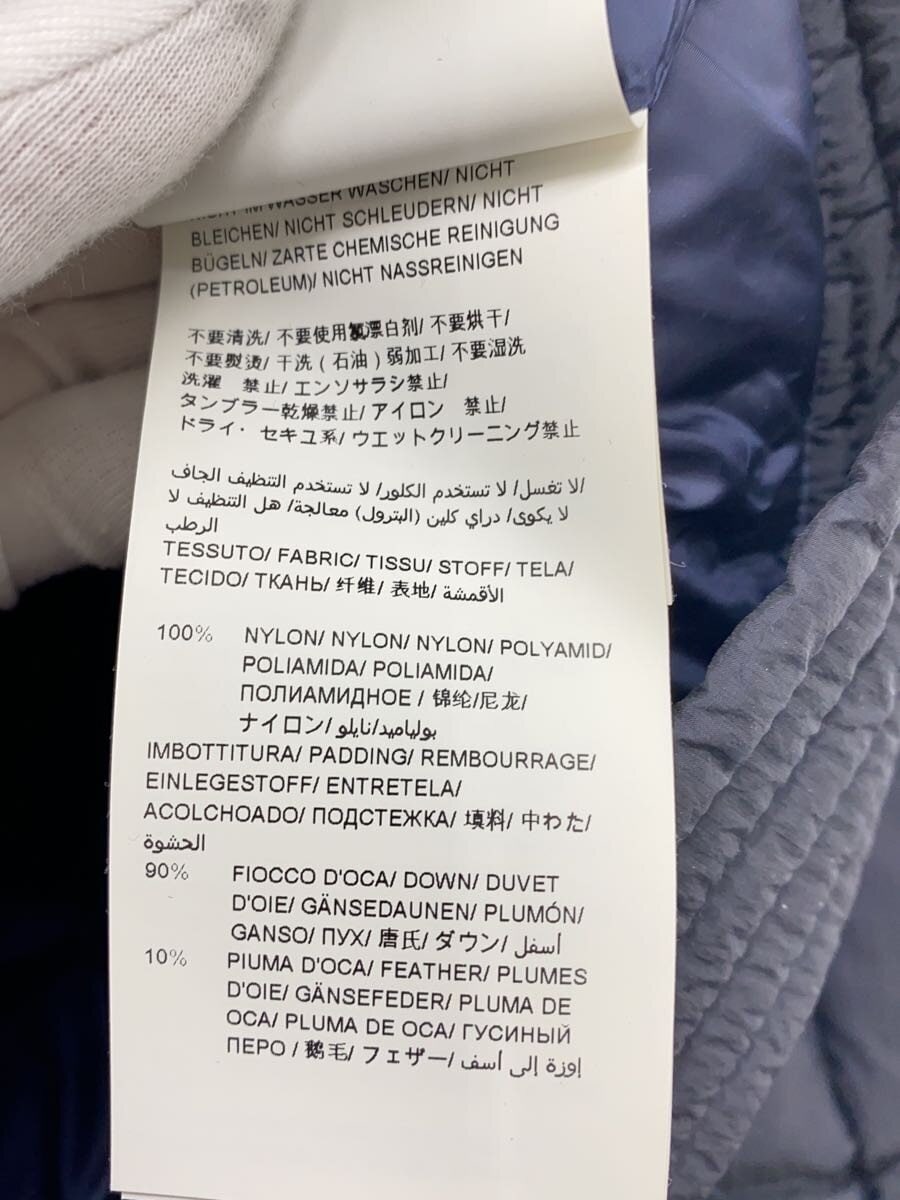 NICHT IM WASSER WASCHEN/ NICHT
BLEICHEN/ NICHT SCHLEUDERN/ NICHT
BÜGELN/ ZARTE CHEMISCHE REINIGUNG
(PETROLEUM)/ NICHT NASSREINIGEN
不要清洗/ 不要使用氯漂白剂/ 不要烘干/
不要熨烫/ 干洗 ( 石油 ) 弱加工/ 不要湿洗
洗濯　禁止/ エンソサラシ禁止/
タンブラー乾燥禁止/ アイロン　禁止/
ドライ・ セキユ系/ ウエットクリーニング禁止
لا تغسل/ لا تستخدم الكلور/ لا تستخدم التنظيف الجاف/
لا يكوى/ دراي كلين (البترول) معالجة/ هل التنظيف لا
الرطب
TESSUTO/ FABRIC/ TISSU/ STOFF/ TELA/
TECIDO/ ТКАНЬ/ 纤维/ 表地/ الأقمشة
100% NYLON/ NYLON/ NYLON/ POLYAMID/
POLIAMIDA/ POLIAMIDA/
ПОЛИАМИДНОЕ / 锦纶/尼龙/
ナイロン/ بولياميد/نايلو
IMBOTTITURA/ PADDING/ REMBOURRAGE/
EINLEGESTOFF/ ENTRETELA/
ACOLCHOADO/ ПОДСТЕЖКА/ 填料/ 中わた/
الحشوة
90% FIOCCO D'OCA/ DOWN/ DUVET
D'OIE/ GÄNSEDAUNEN/ PLUMÓN/
GANSO/ ПУХ/ 唐氏/ ダウン/ أسفل
10% PIUMA D'OCA/ FEATHER/ PLUMES
D'OIE/ GÄNSEFEDER/ PLUMA DE
OCA/ PLUMA DE OCA/ ГУСИНЫЙ
ПЕРО / 鹅毛/ フェザー/ إوزة إلى أسف